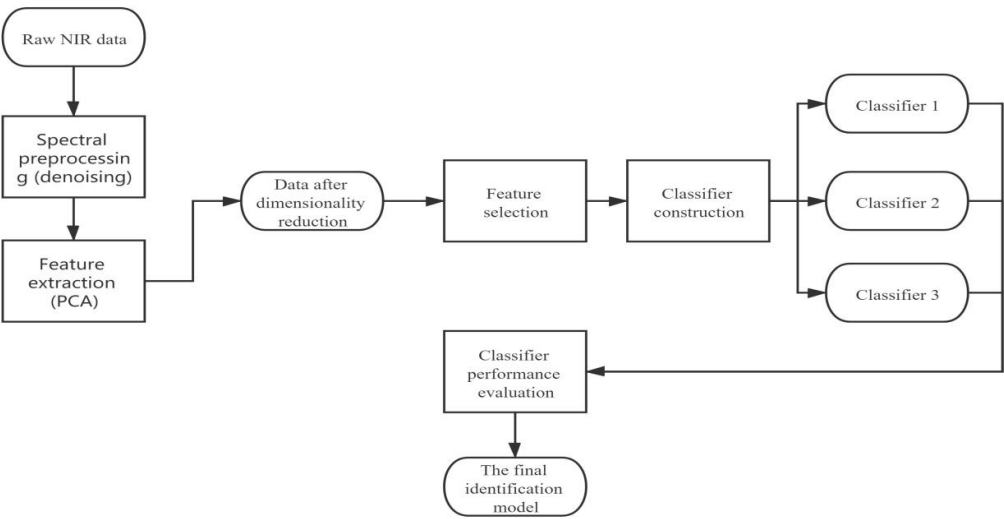 Raw NIR data
Spectral
preprocessin
g (denoising)
Feature
extraction
(PCA)
Data after
dimensionality
reduction
Feature
selection
Classifier
construction
Classifier 1
Classifier 2
Classifier 3
Classifier
performance
evaluation
The final
identification
model